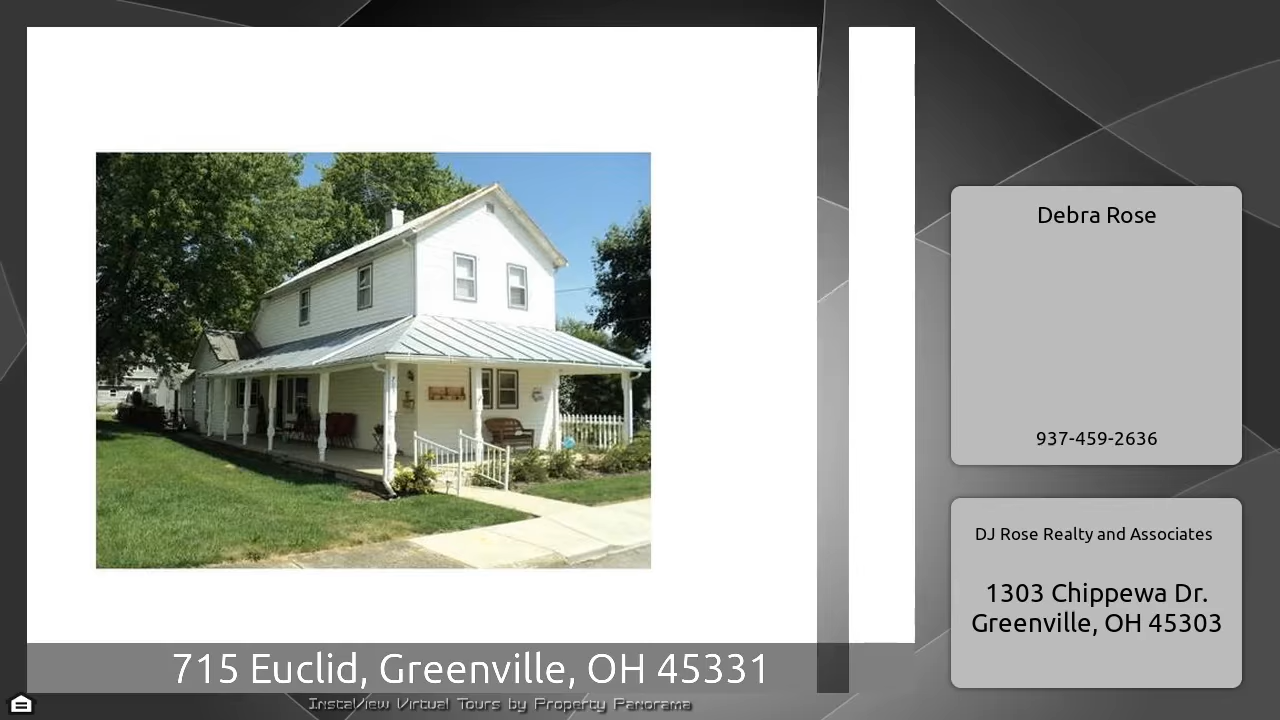 Debra Rose
937-459-2636
DJ Rose Realty and Associates
1303 Chippewa Dr.
Greenville, OH 45303
715 Euclid, Greenville, OH 45331
InstaView Virtual Tours by Property Panorama